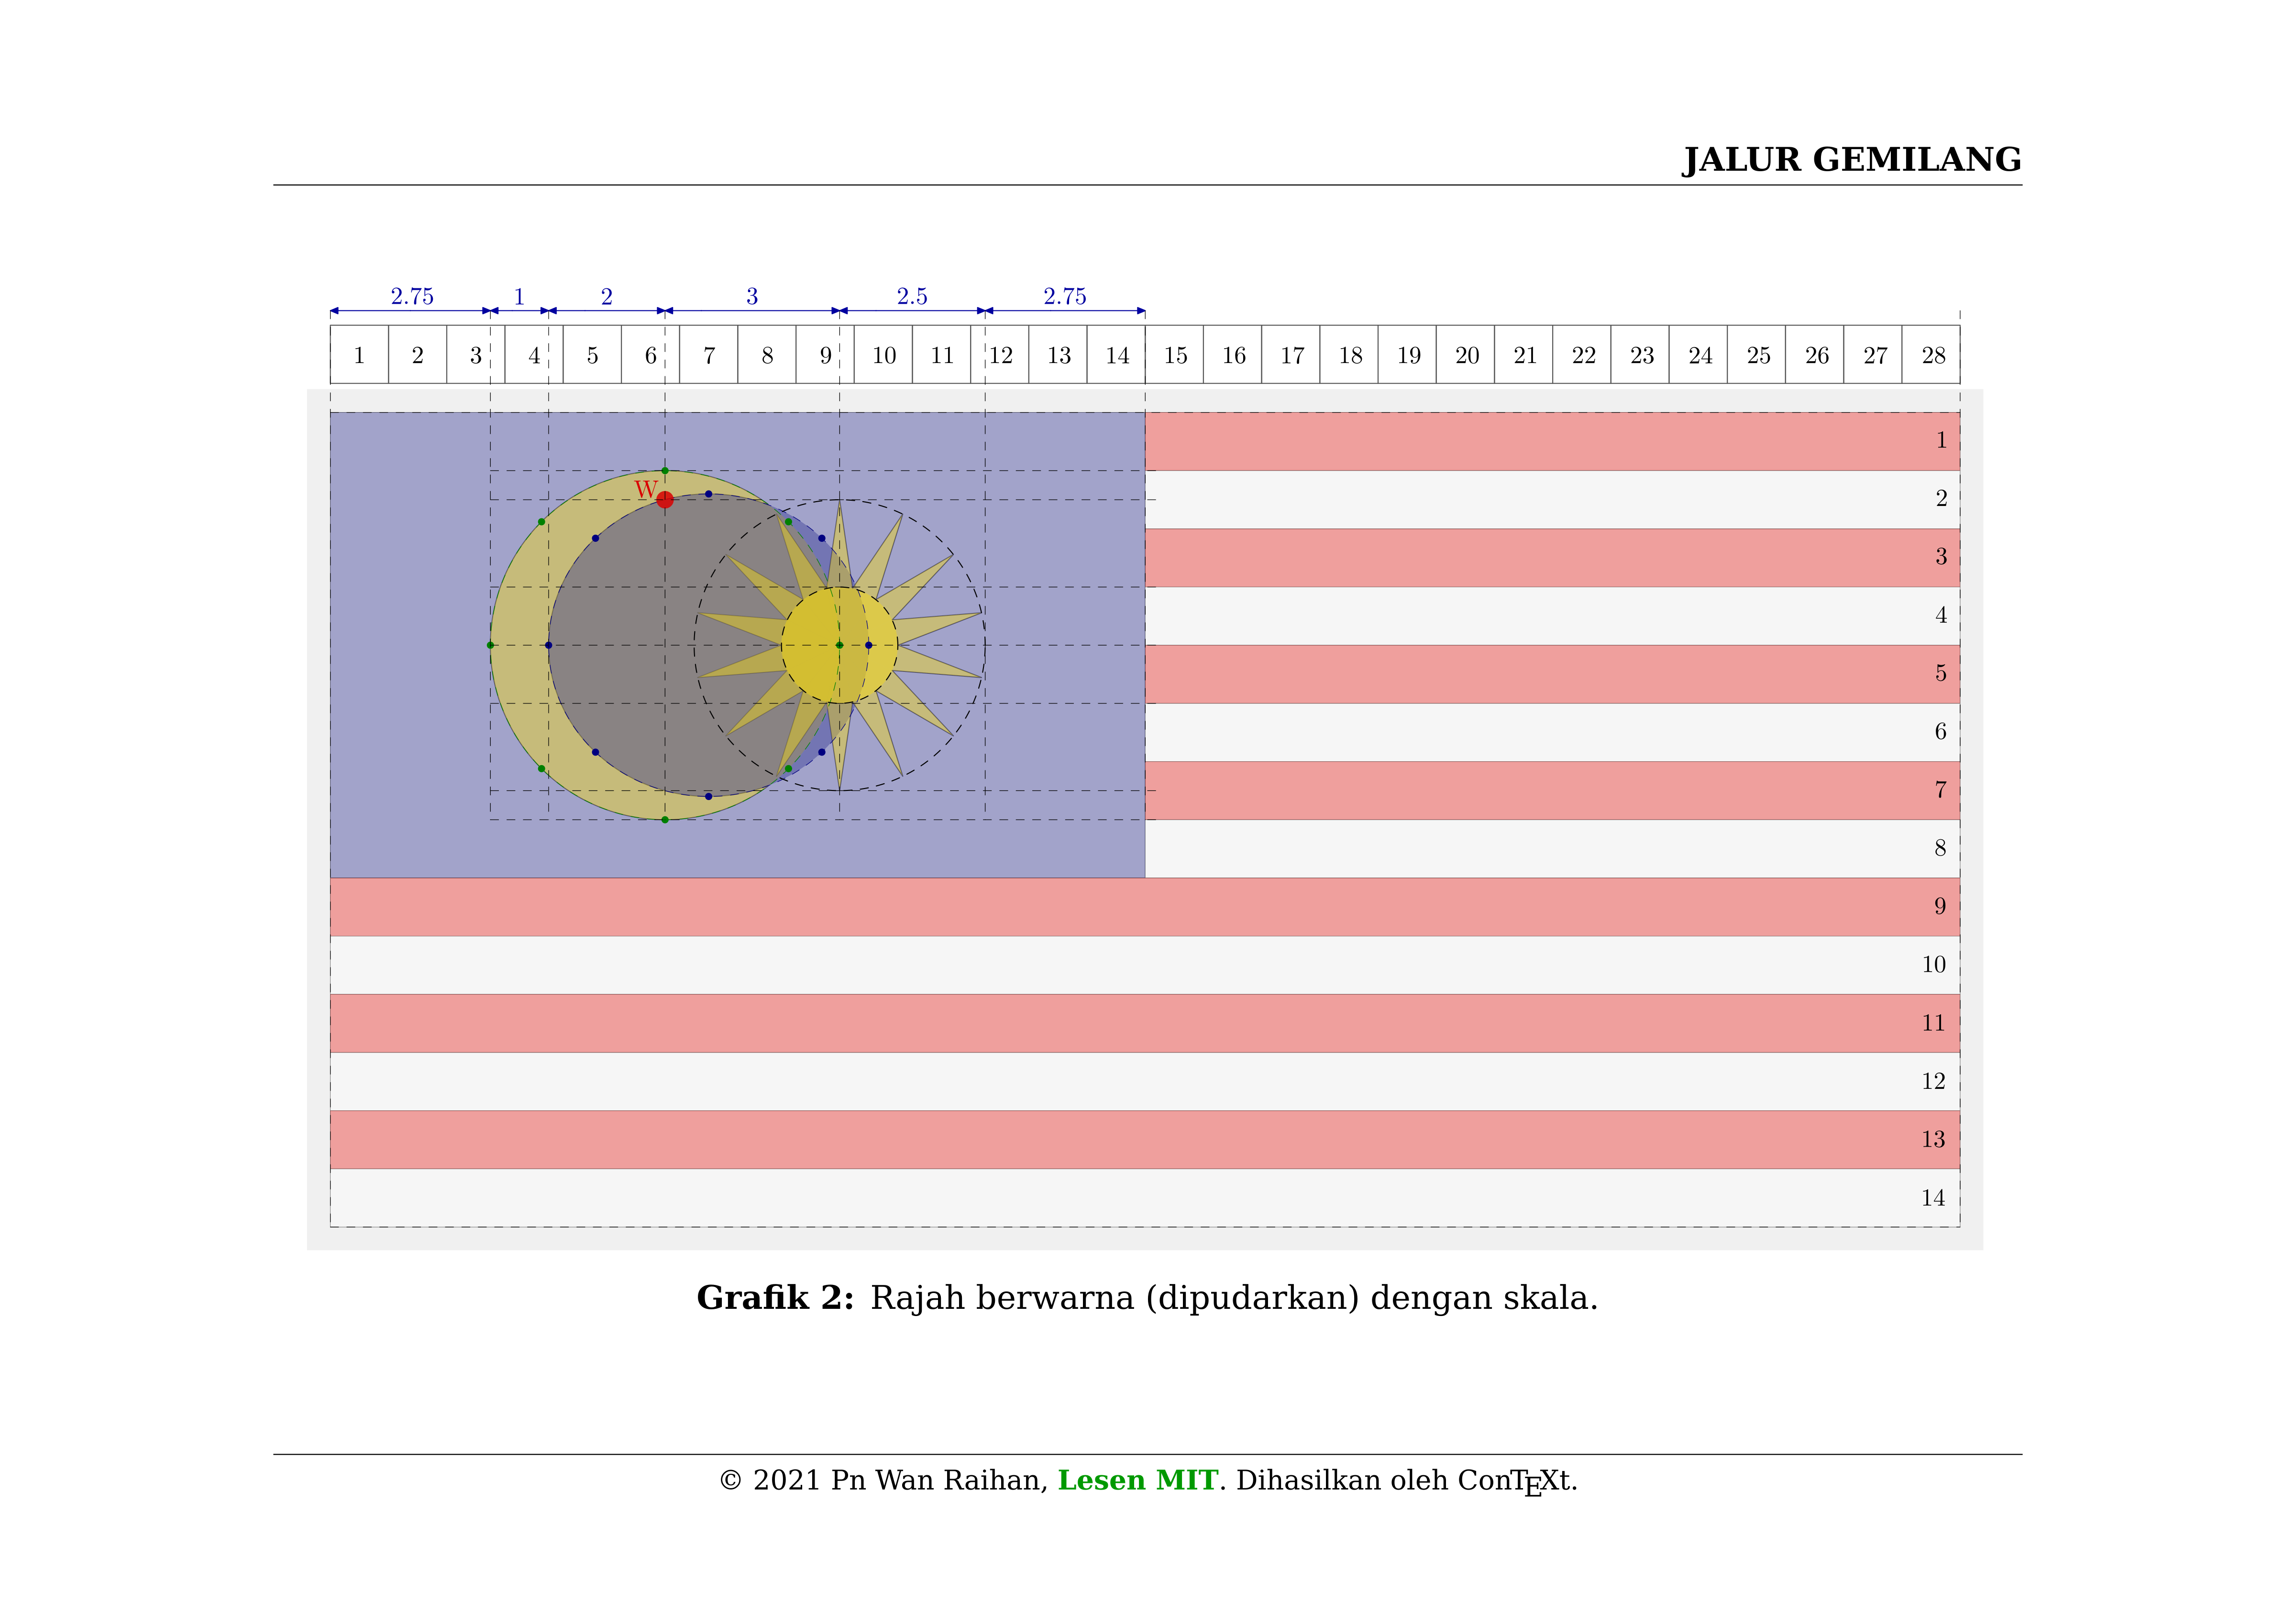 JALUR GEMILANG
2.75 1 2 3 2.5 2.75
1 2 3 4 5 6 7 8 9 10 11 12 13 14 15 16 17 18 19 20 21 22 23 24 25 26 27 28
1
W
2
3
4
5
6
7
8
9
10
11
12
13
14
Grafik 2: Rajah berwarna (dipudarkan) dengan skala.
© 2021 Pn Wan Raihan, Lesen MIT. Dihasilkan oleh ConTEXt.